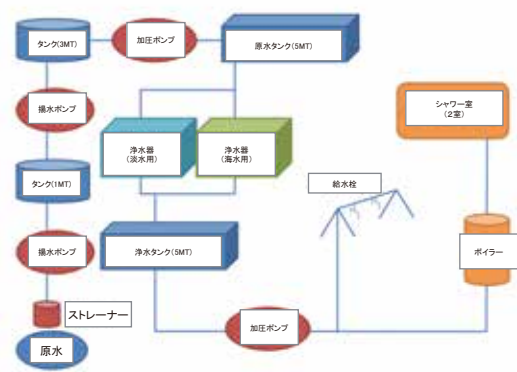 タンク(3MT)
加圧ポンプ
原水タンク(5MT)
揚水ポンプ
シャワー室
(2室)
浄水器
(淡水用)
浄水器
(海水用)
タンク(1MT)
給水栓
揚水ポンプ
浄水タンク(5MT)
ボイラー
ストレーナー
加圧ポンプ
原水